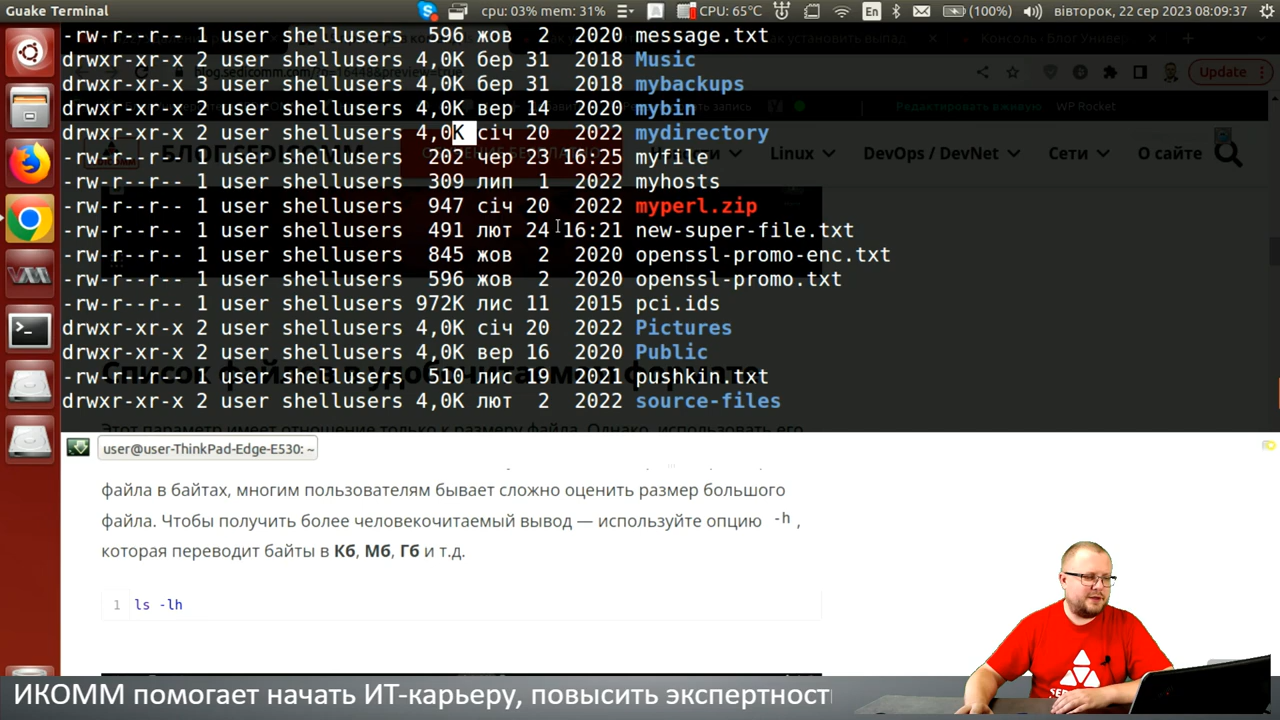 Guake Terminal
cpu: 03% mem: 31% CPU: 65°C En (100%) вівторок, 22 сер 2023 08:09:37
-rw-r--r-- 1 user shellusers 596 жов 2 2020 message.txt
drwxr-xr-x 2 user shellusers 4,0K бер 31 2018 Music
drwxr-xr-x 3 user shellusers 4,0K бер 31 2018 mybackups
drwxr-xr-x 2 user shellusers 4,0K вер 14 2020 mybin
drwxr-xr-x 2 user shellusers 4,0K січ 20 2022 mydirectory
-rw-r--r-- 1 user shellusers 202 чер 23 16:25 myfile
-rw-r--r-- 1 user shellusers 309 лип 1 2022 myhosts
-rw-r--r-- 1 user shellusers 947 січ 20 2022 myperl.zip
-rw-r--r-- 1 user shellusers 491 лют 24 16:21 new-super-file.txt
-rw-r--r-- 1 user shellusers 845 жов 2 2020 openssl-promo-enc.txt
-rw-r--r-- 1 user shellusers 596 жов 2 2020 openssl-promo.txt
-rw-r--r-- 1 user shellusers 972K лис 11 2015 pci.ids
drwxr-xr-x 2 user shellusers 4,0K січ 20 2022 Pictures
drwxr-xr-x 2 user shellusers 4,0K вер 16 2020 Public
-rw-r--r-- 1 user shellusers 510 лис 19 2021 pushkin.txt
drwxr-xr-x 2 user shellusers 4,0K лют 2 2022 source-files
Update
Редактировать вживую WP Rocket
Linux DevOps / DevNet Сети О сайте
user@user-ThinkPad-Edge-E530: ~
файла в байтах, многим пользователям бывает сложно оценить размер большого
файла. Чтобы получить более человекочитаемый вывод — используйте опцию -h ,
которая переводит байты в Кб, Мб, Гб и т.д.
1 ls -lh
ИКОММ помогает начать ИТ-карьеру, повысить экспертност